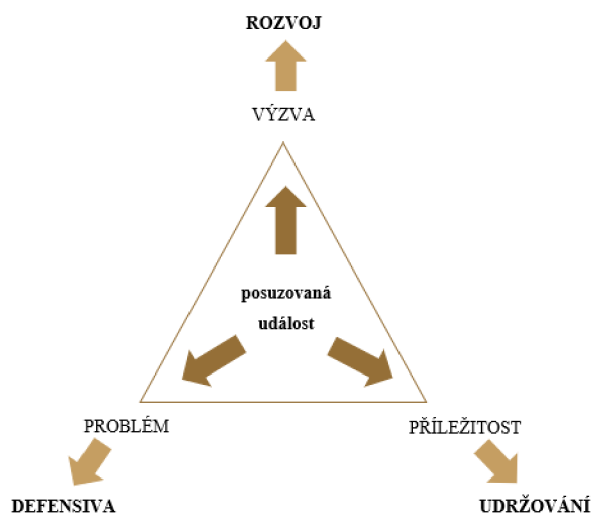 ROZVOJ
VÝZVA
posuzovaná
událost
PROBLÉM
PŘÍLEŽITOST
DEFENSIVA
UDRŽOVÁNÍ